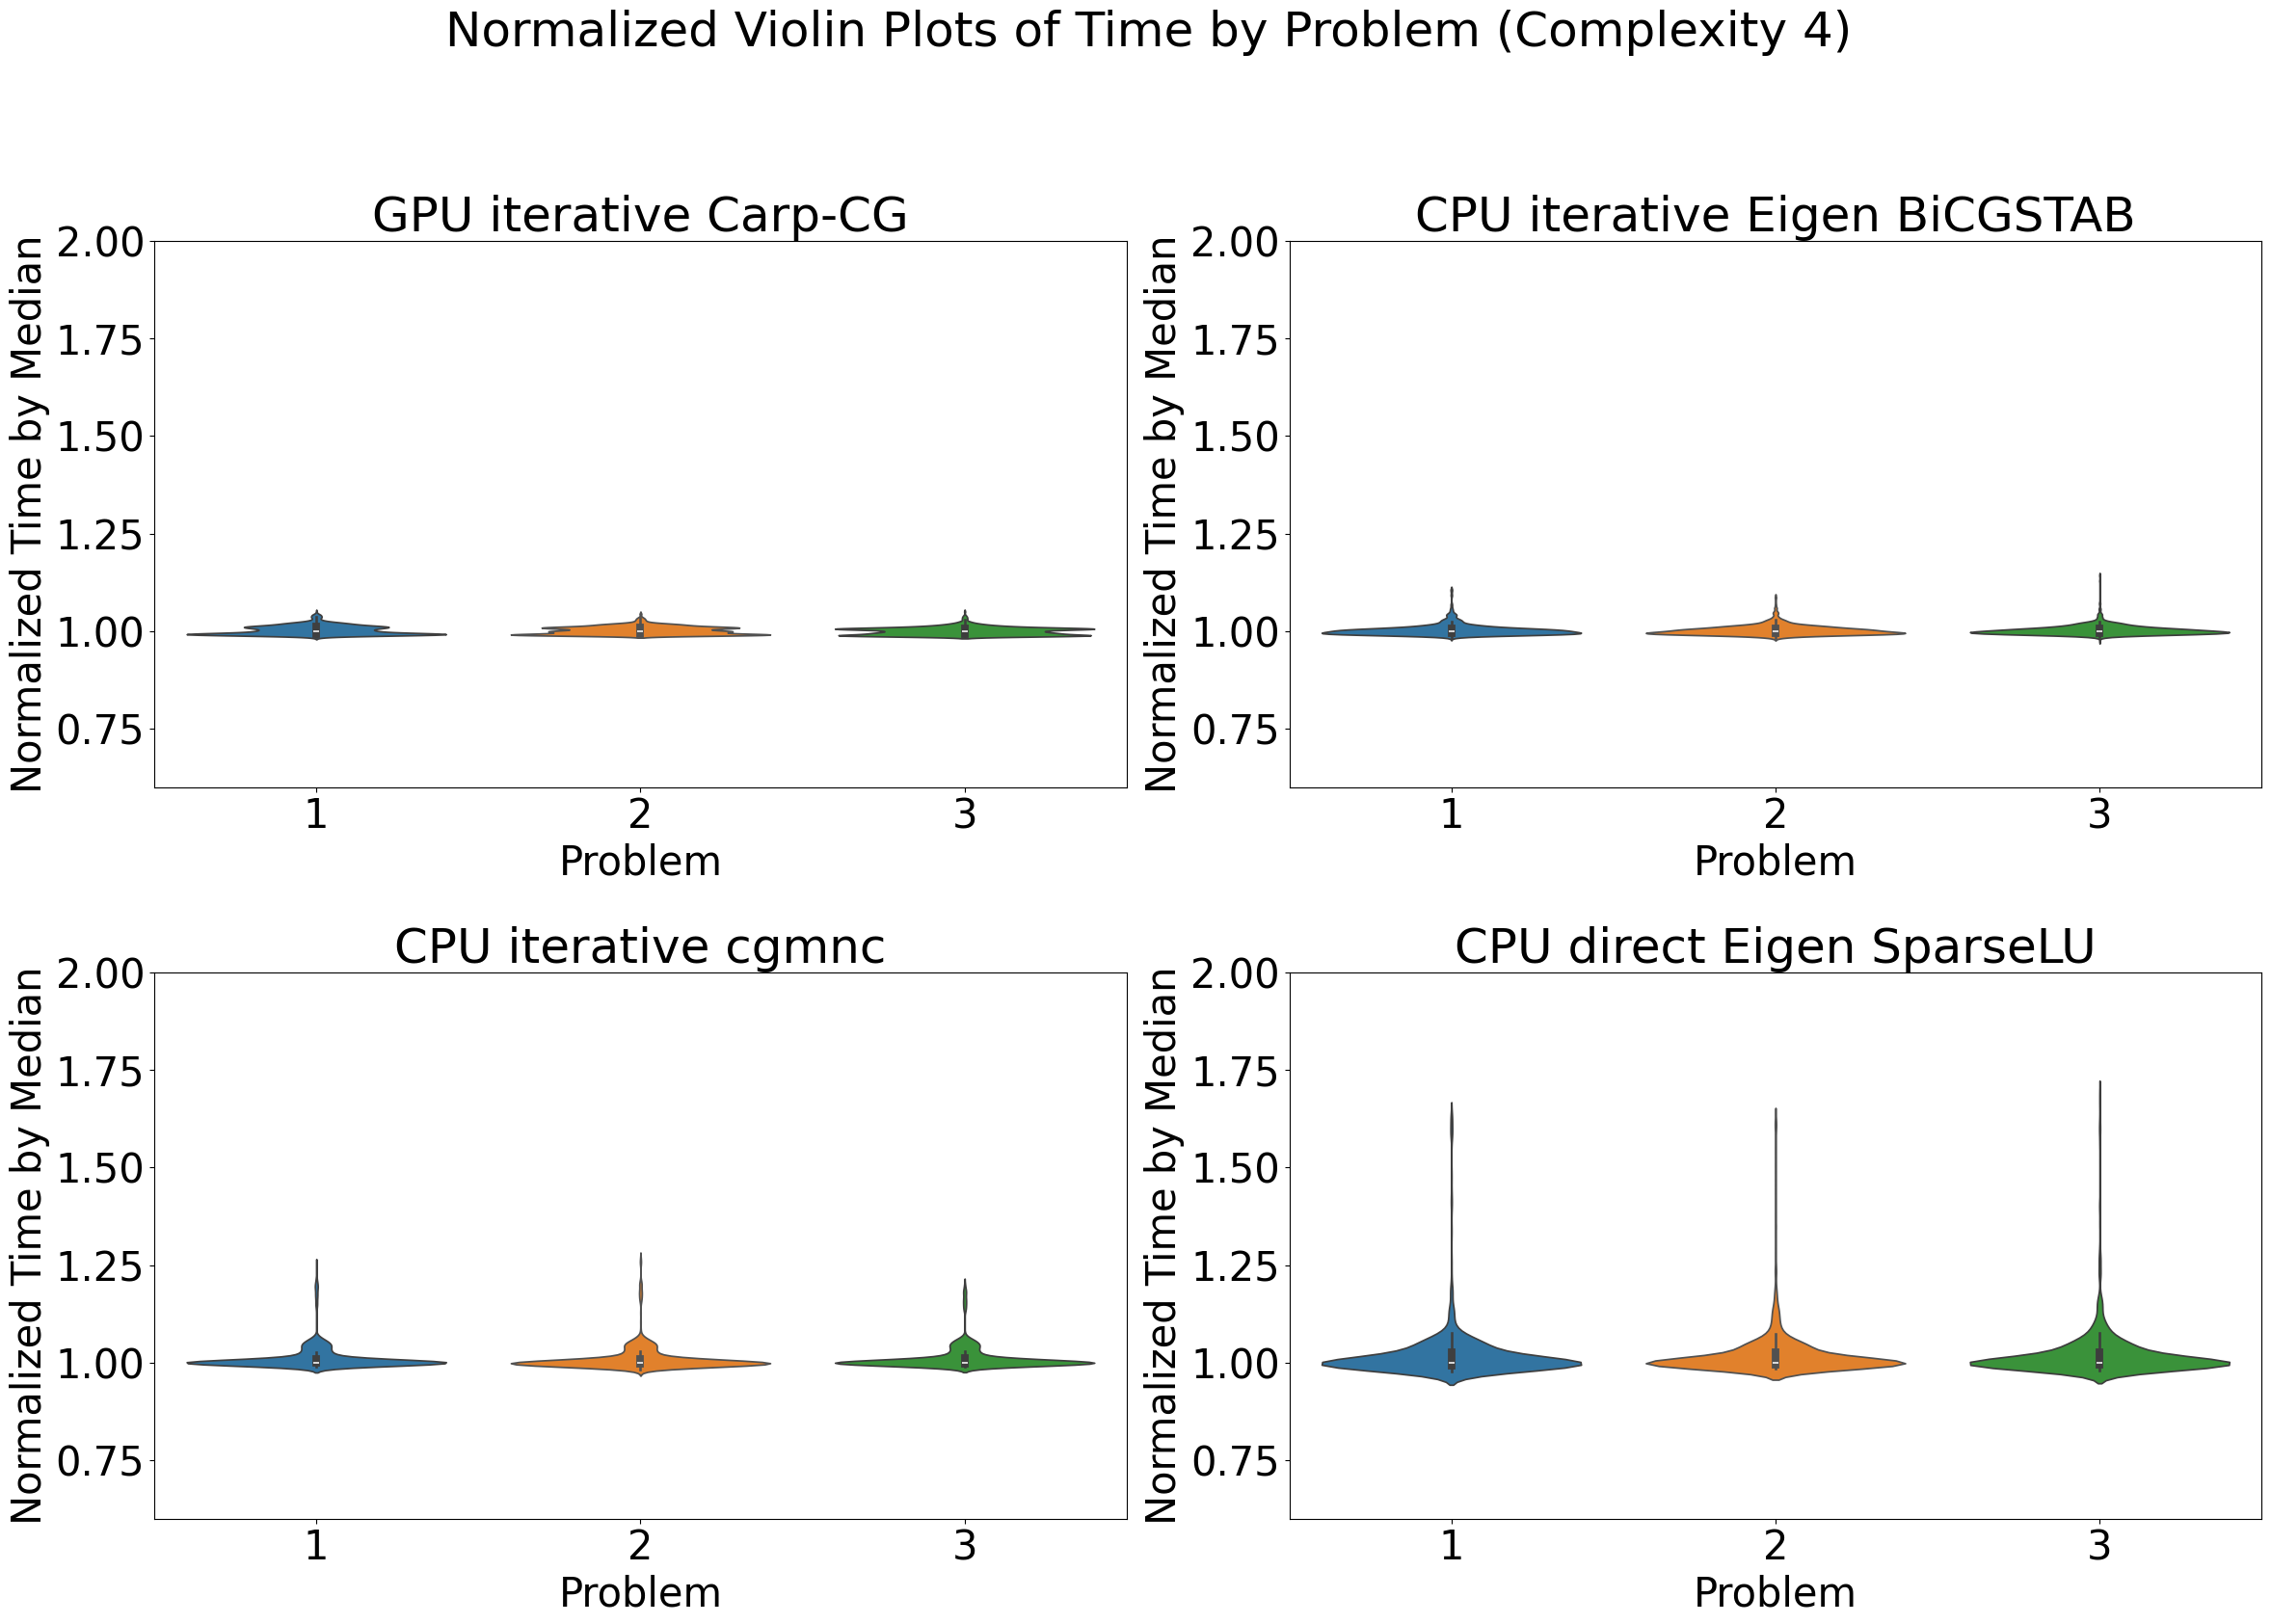 Normalized Violin Plots of Time by Problem (Complexity 4)
GPU iterative Carp-CG
Normalized Time by Median
2.00
1.75
1.50
1.25
1.00
0.75
1 2 3
Problem
CPU iterative Eigen BiCGSTAB
Normalized Time by Median
2.00
1.75
1.50
1.25
1.00
0.75
1 2 3
Problem
CPU iterative cgmnc
Normalized Time by Median
2.00
1.75
1.50
1.25
1.00
0.75
1 2 3
Problem
CPU direct Eigen SparseLU
Normalized Time by Median
2.00
1.75
1.50
1.25
1.00
0.75
1 2 3
Problem